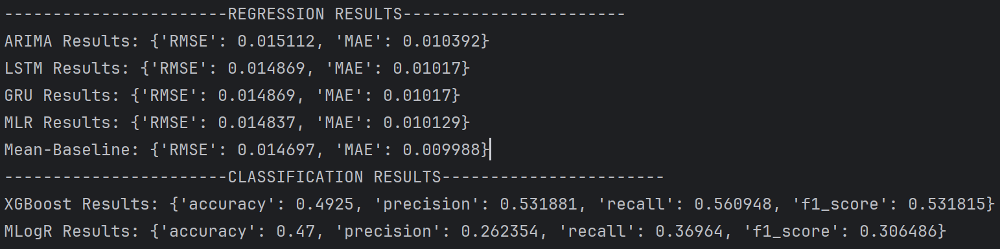 -----------------------REGRESSION RESULTS-----------------------
ARIMA Results: {'RMSE': 0.015112, 'MAE': 0.010392}
LSTM Results: {'RMSE': 0.014869, 'MAE': 0.01017}
GRU Results: {'RMSE': 0.014869, 'MAE': 0.01017}
MLR Results: {'RMSE': 0.014837, 'MAE': 0.010129}
Mean-Baseline: {'RMSE': 0.014697, 'MAE': 0.009988}
-----------------------CLASSIFICATION RESULTS-----------------------
XGBoost Results: {'accuracy': 0.4925, 'precision': 0.531881, 'recall': 0.560948, 'f1_score': 0.531815}
MLogR Results: {'accuracy': 0.47, 'precision': 0.262354, 'recall': 0.36964, 'f1_score': 0.306486}